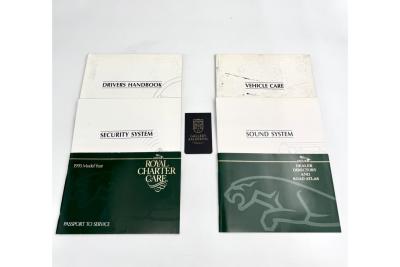 DRIVERS HANDBOOK
VEHICLE CARE
SECURITY SYSTEM
SOUND SYSTEM
1995 Model Year
ROYAL
CHARTER
CARE
PASSPORT TO SERVICE
DEALER
DIRECTORY
AND
ROAD ATLAS
GALLERY